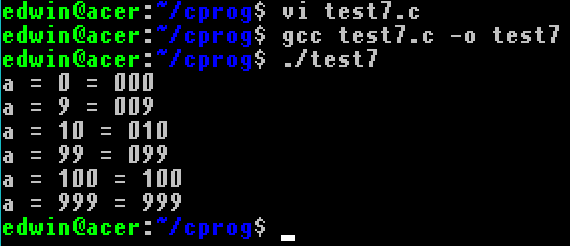 edwin@acer:~/cprog$ vi test7.c
edwin@acer:~/cprog$ gcc test7.c -o test7
edwin@acer:~/cprog$ ./test7
a = 0 = 000
a = 9 = 009
a = 10 = 010
a = 99 = 099
a = 100 = 100
a = 999 = 999
edwin@acer:~/cprog$ _